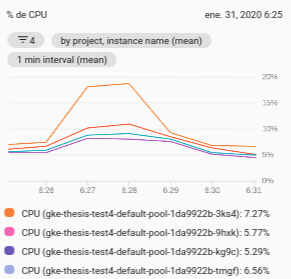 % de CPU ene. 31, 2020 6:25
4 by project, instance name (mean)
1 min interval (mean)
20%
15%
10%
5%
0%
6:26 6:27 6:28 6:29 6:30 6:31
CPU (gke-thesis-test4-default-pool-1da9922b-3ks4): 7.27%
CPU (gke-thesis-test4-default-pool-1da9922b-9hxk): 5.77%
CPU (gke-thesis-test4-default-pool-1da9922b-kg9c): 5.29%
CPU (gke-thesis-test4-default-pool-1da9922b-tmgf): 6.56%